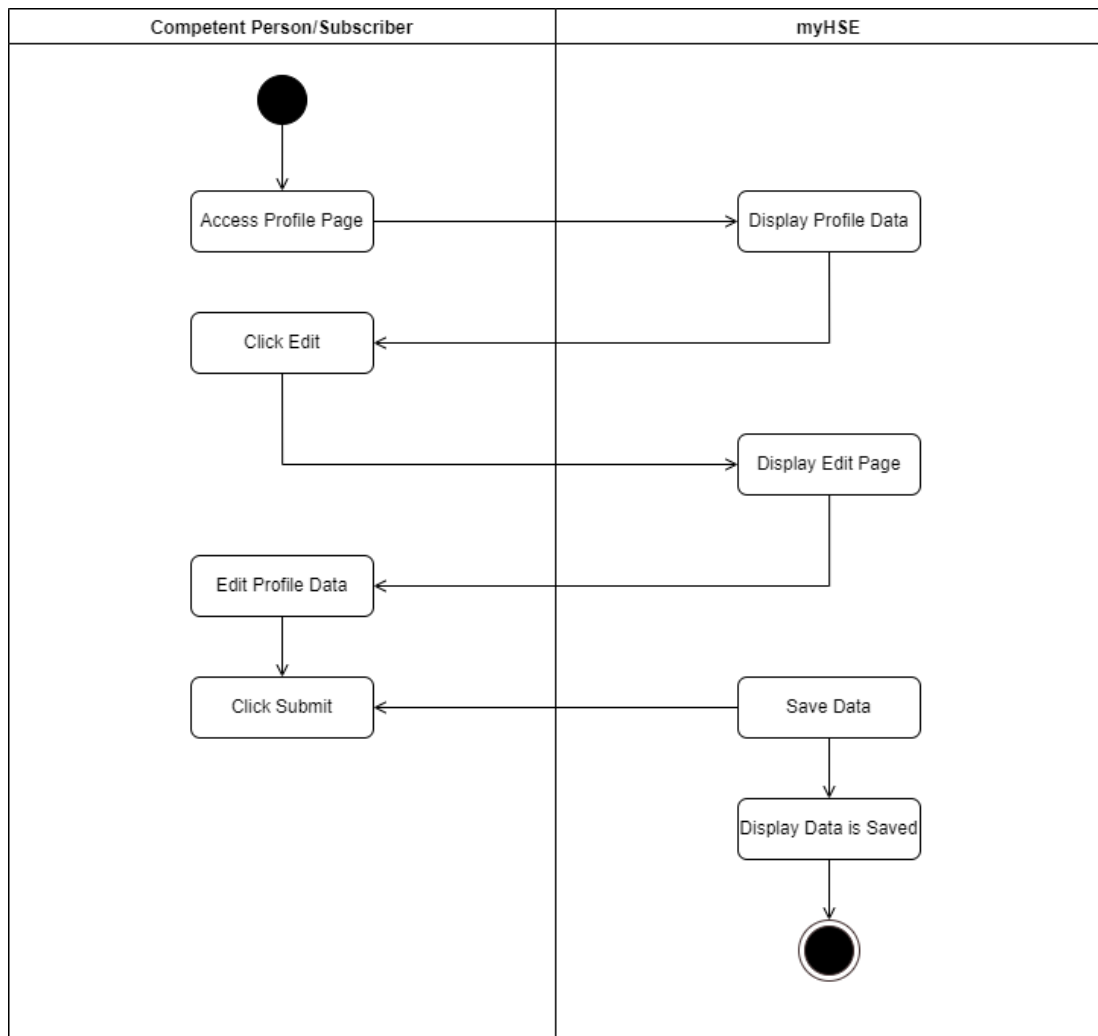 Competent Person/Subscriber
myHSE
Access Profile Page
Display Profile Data
Click Edit
Display Edit Page
Edit Profile Data
Click Submit
Save Data
Display Data is Saved